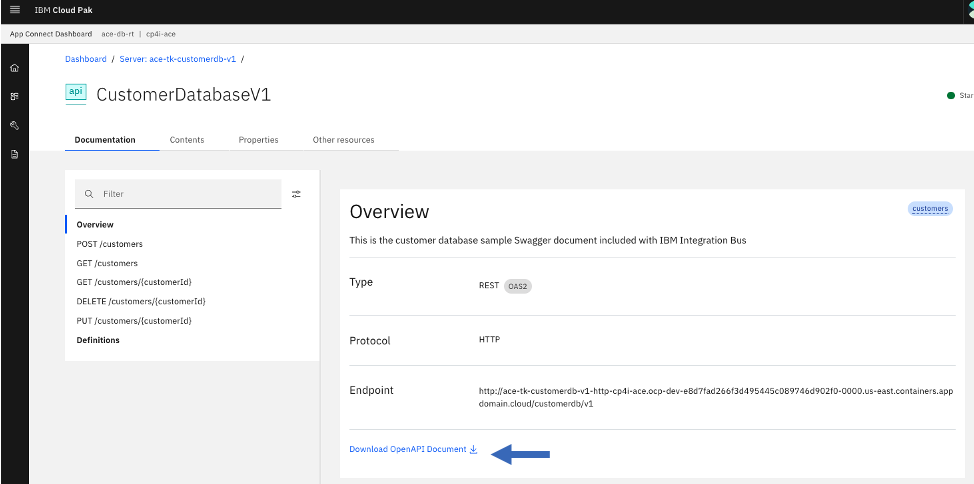 IBM Cloud Pak
App Connect Dashboard ace-db-rt | cp4i-ace
Dashboard / Server: ace-tk-customerdb-v1 /
api CustomerDatabaseV1
Star
Documentation Contents Properties Other resources
Filter
Overview
POST /customers
GET /customers
GET /customers/{customerId}
DELETE /customers/{customerId}
PUT /customers/{customerId}
Definitions
Overview
customers
This is the customer database sample Swagger document included with IBM Integration Bus
Type REST OAS2
Protocol HTTP
Endpoint http://ace-tk-customerdb-v1-http-cp4i-ace.ocp-dev-e8d7fad266f3d495445c089746d902f0-0000.us-east.containers.app
domain.cloud/customerdb/v1
Download OpenAPI Document